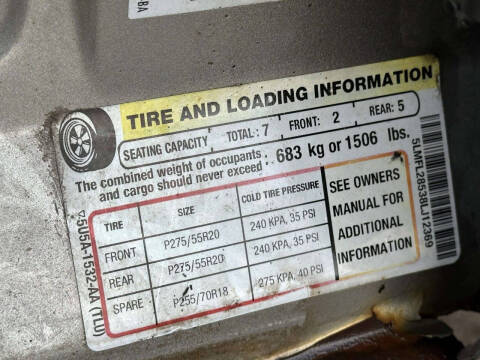 TIRE AND LOADING INFORMATION
SEATING CAPACITY TOTAL: 7 FRONT: 2 REAR: 5
The combined weight of occupants and cargo should never exceed: 683 kg or 1506 lbs.
TIRE SIZE COLD TIRE PRESSURE
FRONT P275/55R20 240 KPA, 35 PSI
REAR P275/55R20 240 KPA, 35 PSI
SPARE P255/70R18 275 KPA, 40 PSI
SEE OWNERS
MANUAL FOR
ADDITIONAL
INFORMATION
5LMFL28538LJ12369